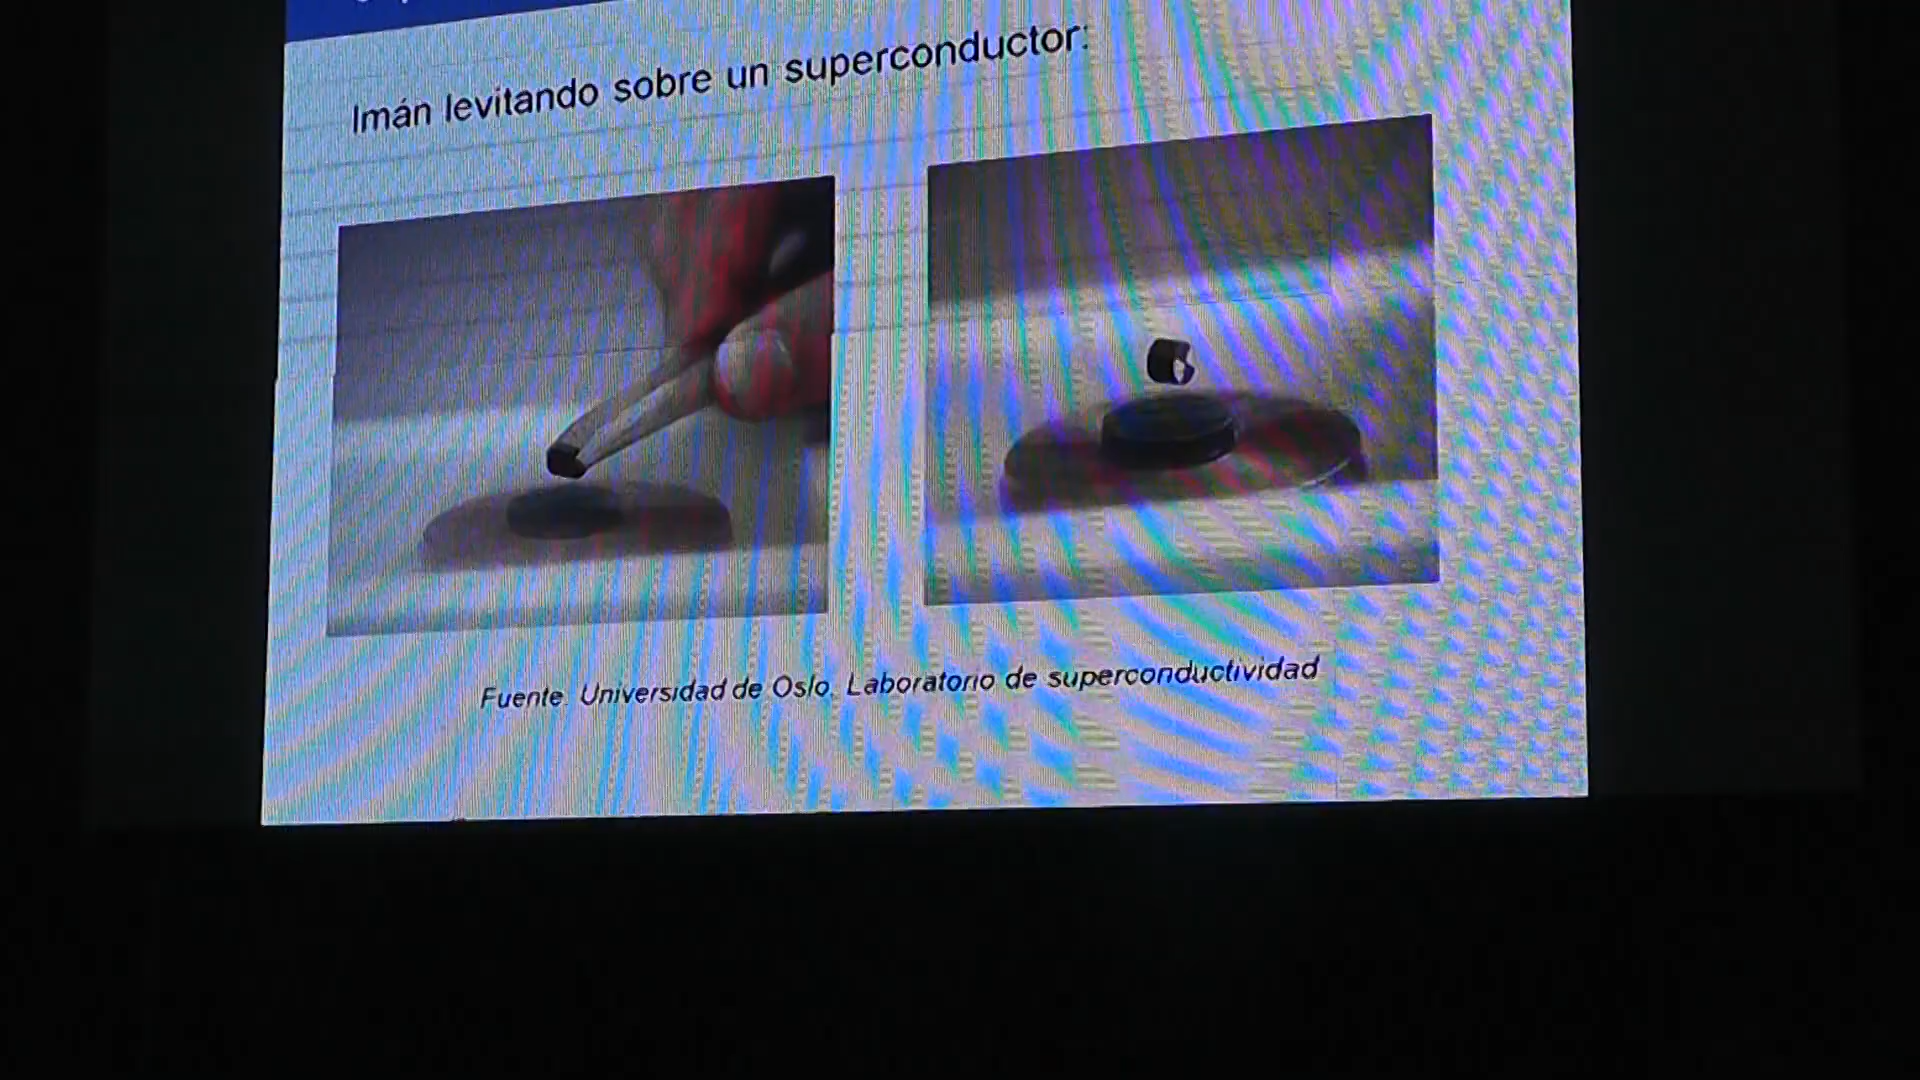 Imán levitando sobre un superconductor:
Fuente. Universidad de Oslo. Laboratorio de superconductividad